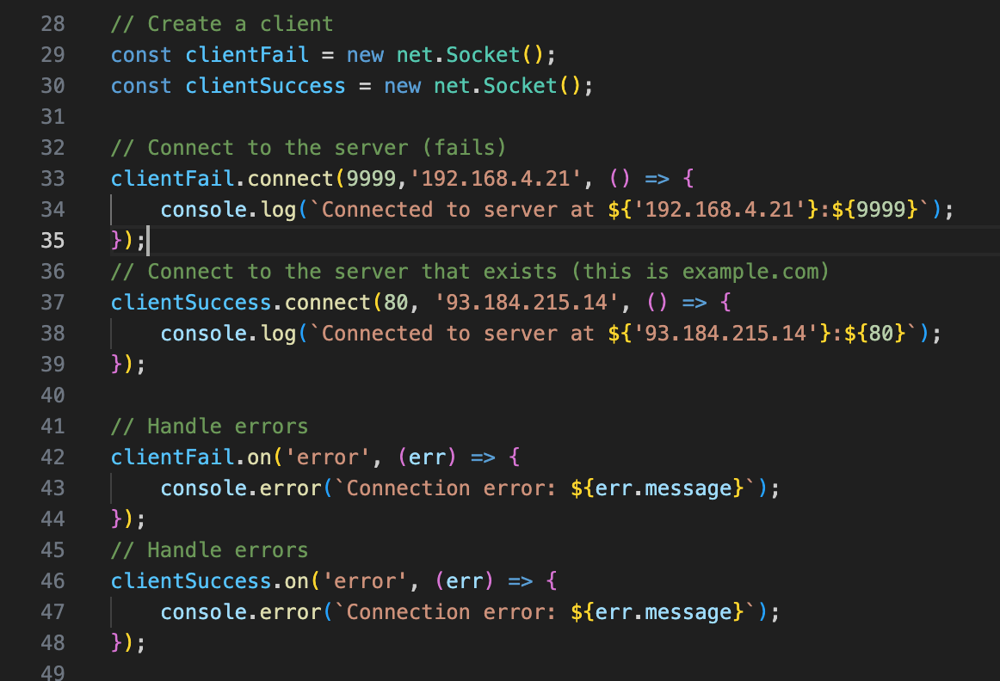 28 // Create a client
29 const clientFail = new net.Socket();
30 const clientSuccess = new net.Socket();
31
32 // Connect to the server (fails)
33 clientFail.connect(9999,'192.168.4.21', () => {
34     console.log(`Connected to server at ${'192.168.4.21'}:${9999}`);
35 });
36 // Connect to the server that exists (this is example.com)
37 clientSuccess.connect(80, '93.184.215.14', () => {
38     console.log(`Connected to server at ${'93.184.215.14'}:${80}`);
39 });
40
41 // Handle errors
42 clientFail.on('error', (err) => {
43     console.error(`Connection error: ${err.message}`);
44 });
45 // Handle errors
46 clientSuccess.on('error', (err) => {
47     console.error(`Connection error: ${err.message}`);
48 });
49